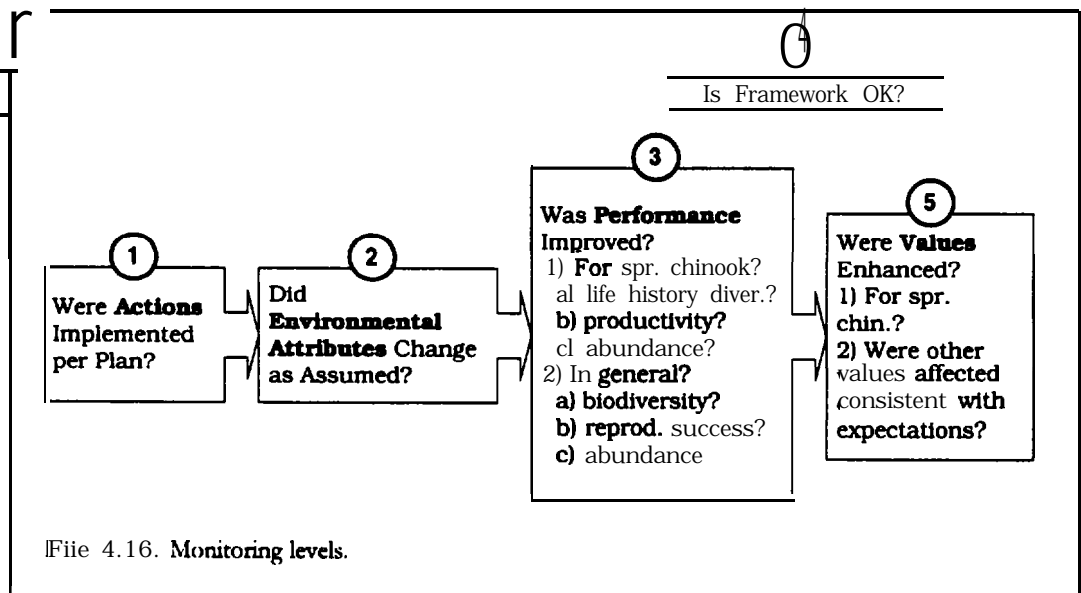 4
Is Framework OK?
1
Were Actions
Implemented
per Plan?
2
Did
Environmental
Attributes Change
as Assumed?
3
Was Performance
Improved?
1) For spr. chinook?
al life history diver.?
b) productivity?
cl abundance?
2) In general?
a) biodiversity?
b) reprod. success?
c) abundance
5
Were Values
Enhanced?
1) For spr.
chin.?
2) Were other
values affected
consistent with
expectations?
Fiie 4.16. Monitoring levels.